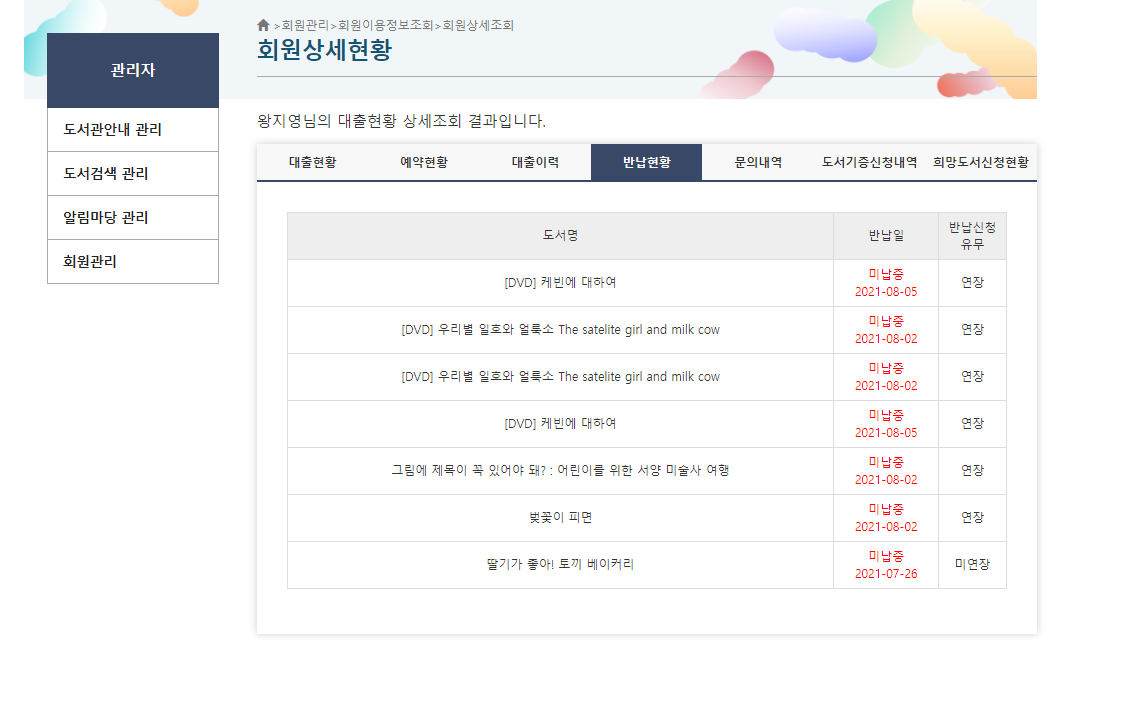 >회원관리>회원이용정보조회>회원상세조회
회원상세현황
관리자
도서관안내 관리
도서검색 관리
알림마당 관리
회원관리
왕지영님의 대출현황 상세조회 결과입니다.
대출현황 예약현황 대출이력 반납현황 문의내역 도서기증신청내역 희망도서신청현황
도서명 반납일 반납신청
유무
[DVD] 케빈에 대하여 미납중 연장
2021-08-05
[DVD] 우리별 일호와 얼룩소 The satelite girl and milk cow 미납중 연장
2021-08-02
[DVD] 우리별 일호와 얼룩소 The satelite girl and milk cow 미납중 연장
2021-08-02
[DVD] 케빈에 대하여 미납중 연장
2021-08-05
그림에 제목이 꼭 있어야 돼? : 어린이를 위한 서양 미술사 여행 미납중 연장
2021-08-02
벚꽃이 피면 미납중 연장
2021-08-02
딸기가 좋아! 토끼 베이커리 미납중 미연장
2021-07-26